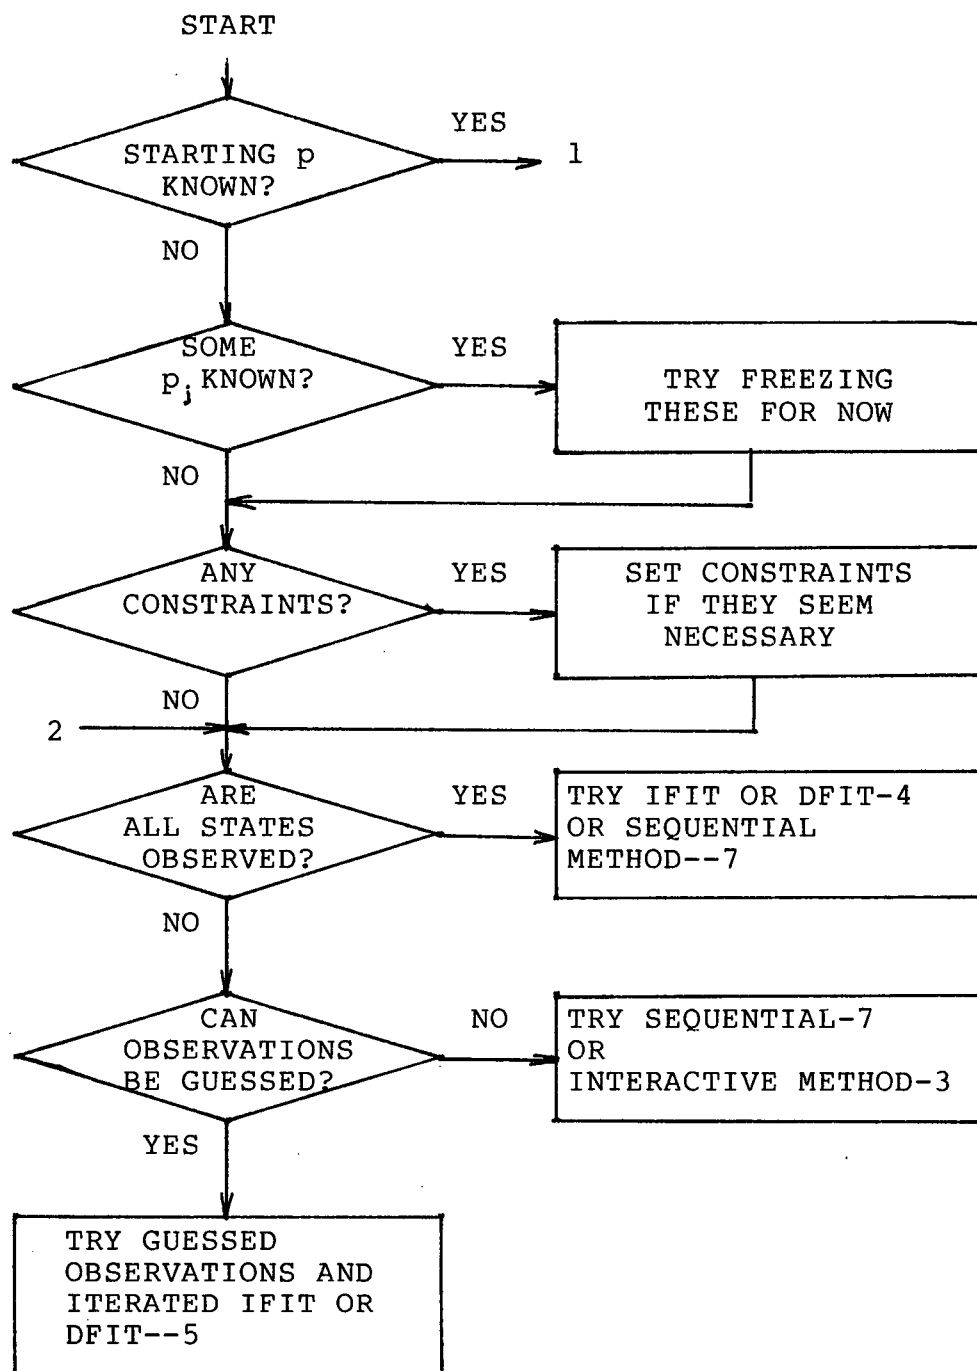 START
STARTING p
KNOWN?
YES
1
NO
SOME
pj KNOWN?
YES
TRY FREEZING
THESE FOR NOW
NO
ANY
CONSTRAINTS?
YES
SET CONSTRAINTS
IF THEY SEEM
NECESSARY
NO
2
ARE
ALL STATES
OBSERVED?
YES
TRY IFIT OR DFIT-4
OR SEQUENTIAL
METHOD--7
NO
CAN
OBSERVATIONS
BE GUESSED?
NO
TRY SEQUENTIAL-7
OR
INTERACTIVE METHOD-3
YES
TRY GUESSED
OBSERVATIONS AND
ITERATED IFIT OR
DFIT--5